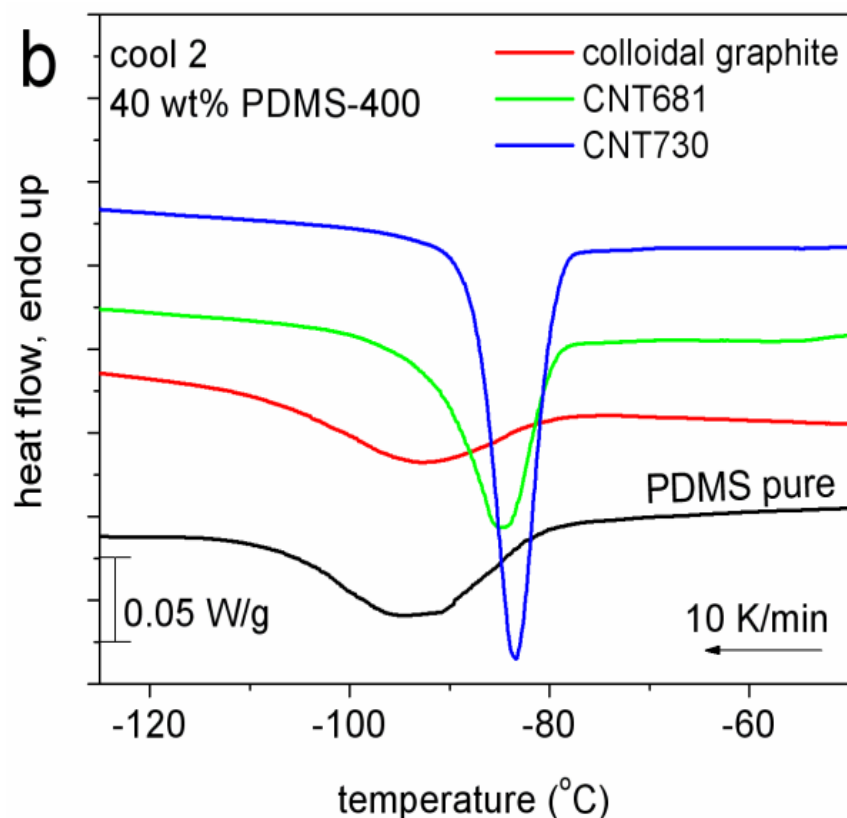 b
cool 2
40 wt% PDMS-400
colloidal graphite
CNT681
CNT730
heat flow, endo up
PDMS pure
0.05 W/g
10 K/min
-120 -100 -80 -60
temperature (°C)